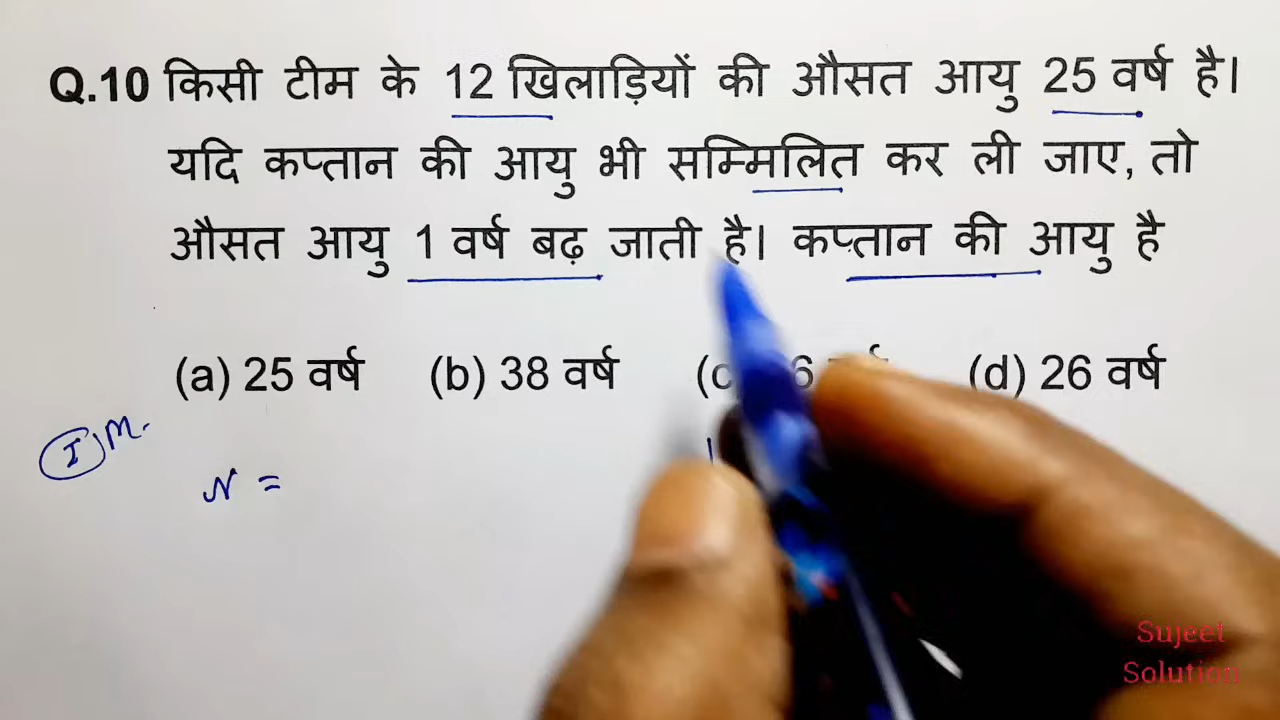 Q.10 किसी टीम के 12 खिलाड़ियों की औसत आयु 25 वर्ष है।
यदि कप्तान की आयु भी सम्मिलित कर ली जाए, तो
औसत आयु 1 वर्ष बढ़ जाती है। कप्तान की आयु है
(a) 25 वर्ष (b) 38 वर्ष (d) 26 वर्ष
I M.
N =
Sujeet
Solution